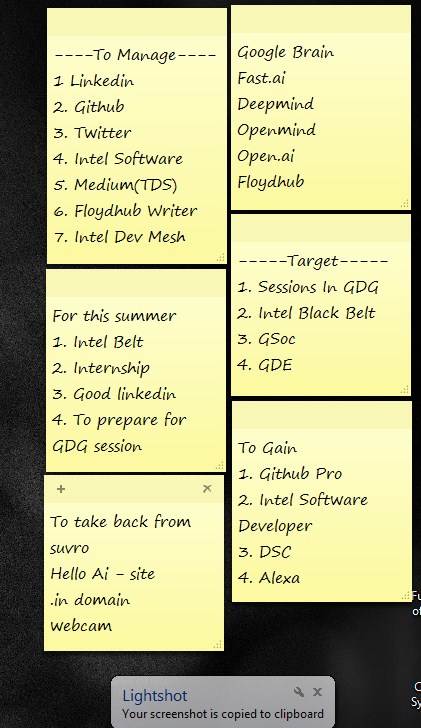 ----To Manage----
1 Linkedin
2. Github
3. TWitter
4. Intel Software
5. Medium(TDS)
6. Floydhub Writer
7. Intel Dev Mesh
Google Brain
Fast.ai
Deepmind
Openmind
Open.ai
Floydhub
-----Target-----
1. Sessions In GDG
2. Intel Black Belt
3. GSoc
4. GDE
For this summer
1. Intel Belt
2. Internship
3. Good linkedin
4. To prepare for
GDG session
To Gain
1. Github Pro
2. Intel Software
Developer
3. DSC
4. Alexa
To take back from
suvro
Hello Ai - site
.in domain
webcam
Lightshot
Your screenshot is copied to clipboard